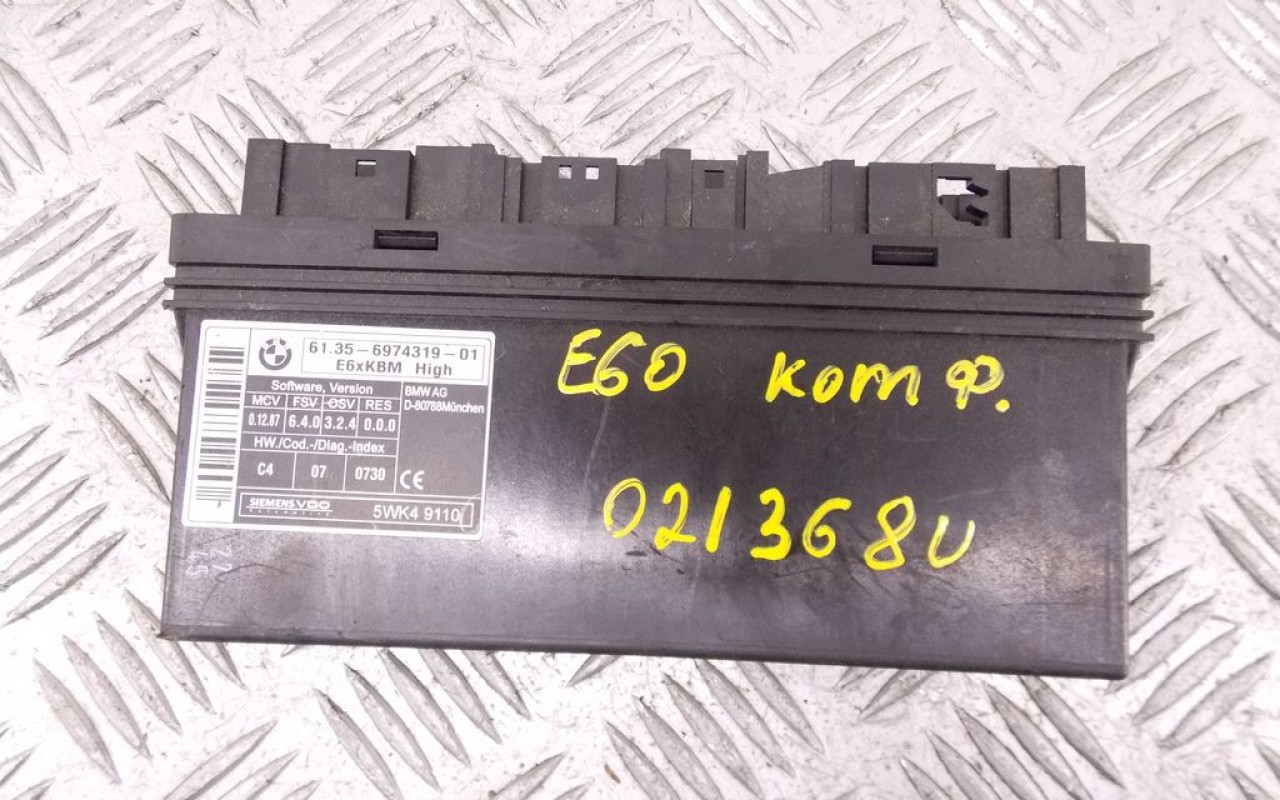 61.35 – 6974319 – 01
E6xKBM High
Software, Version
MCV FSV OSV RES
0.12.87 6.4.0 3.2.4 0.0.0
HW./Cod.-/Diag.-Index
C4 07 0730
BMW AG
D-80788München
CE
SIEMENS VDO
Automotive
5WK4 9110
E60 комф.
021368U